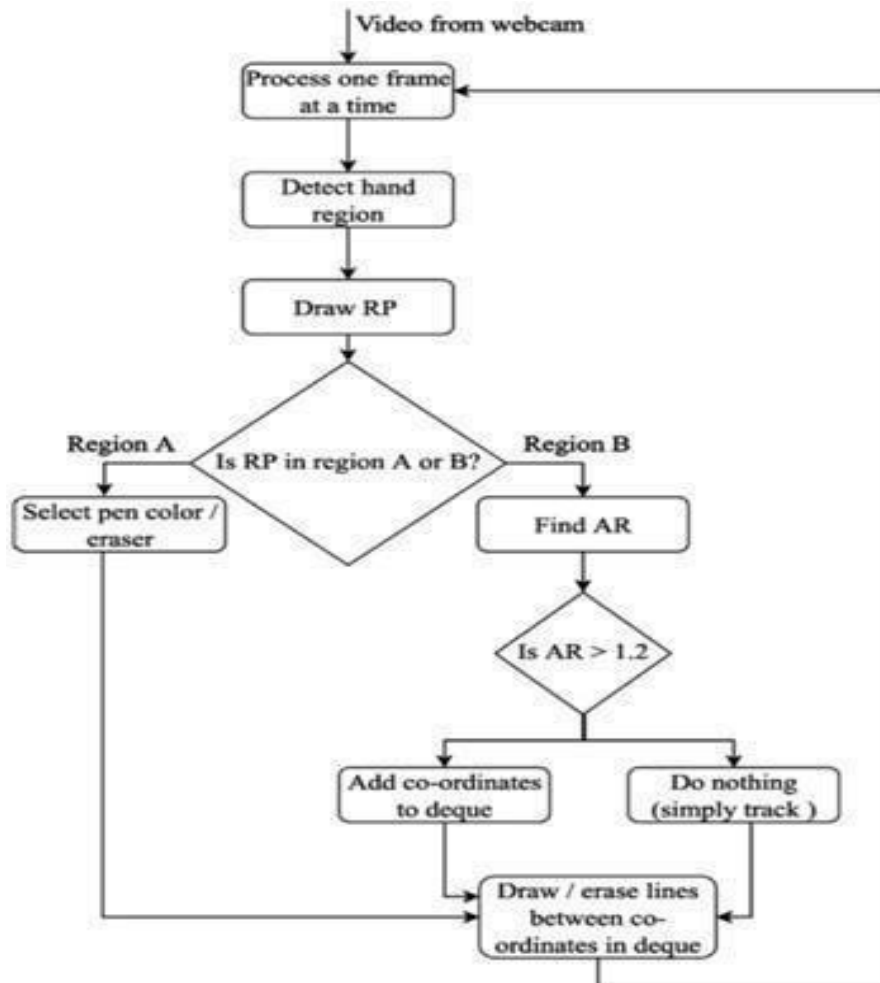 Video from webcam
Process one frame
at a time
Detect hand
region
Draw RP
Is RP in region A or B?
Region A
Region B
Select pen color /
eraser
Find AR
Is AR > 1.2
Add co-ordinates
to deque
Do nothing
(simply track )
Draw / erase lines
between co-
ordinates in deque